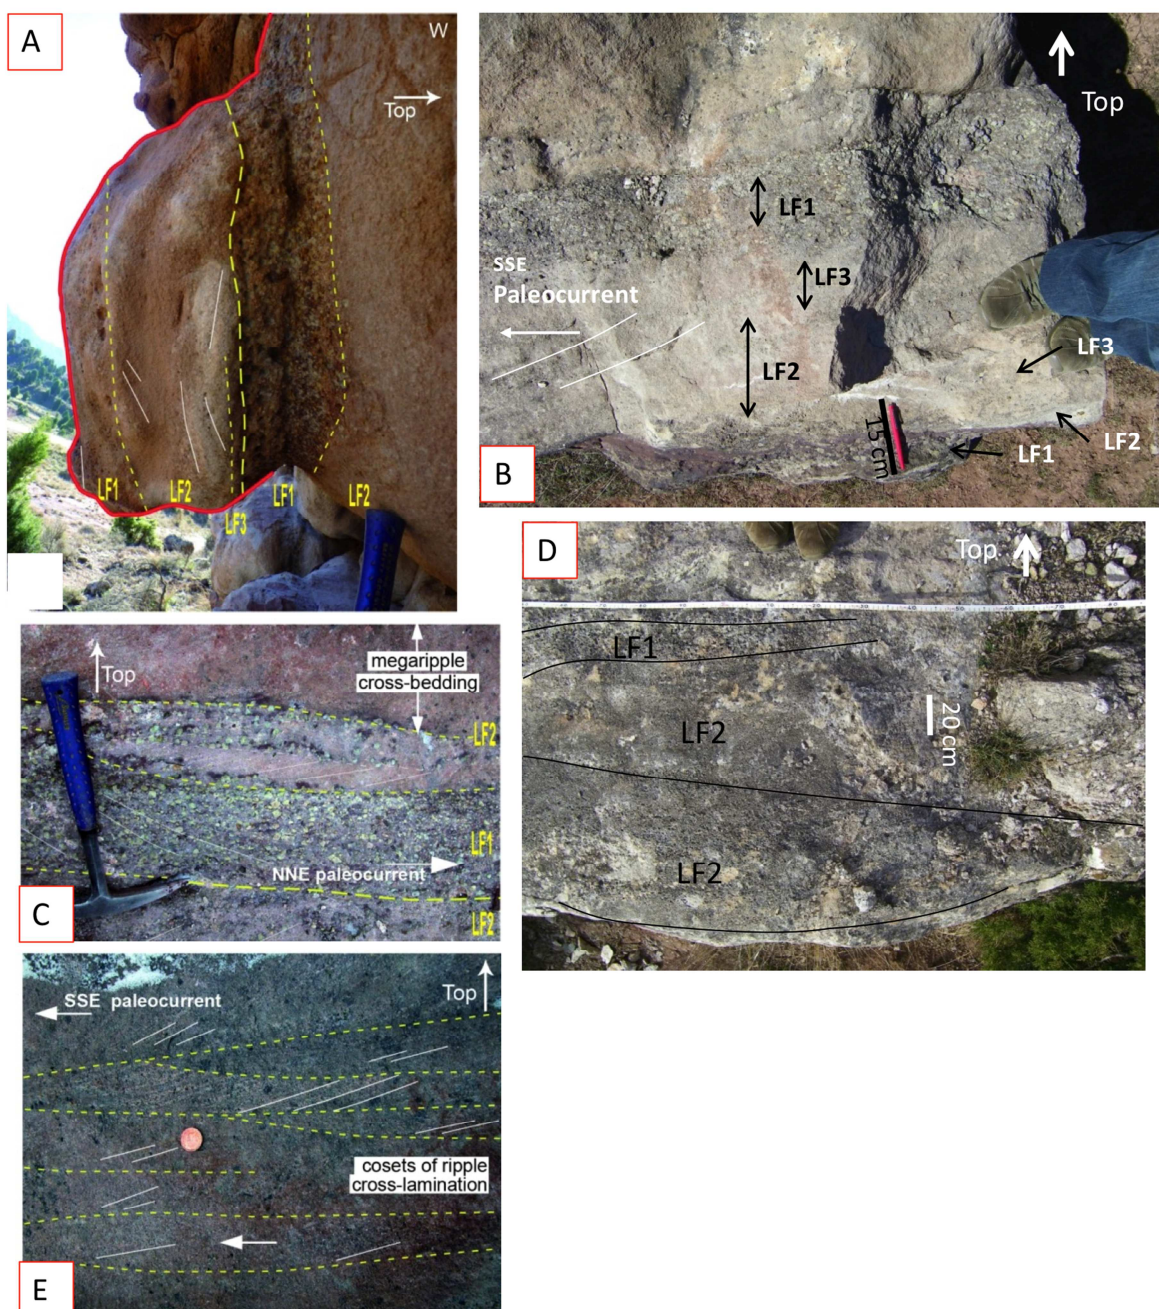 A
W
Top
LF1
LF2
LF3
LF1
LF2
B
Top
LF1
SSE
Paleocurrent
LF3
LF2
LF3
LF2
LF1
15 cm
C
Top
megaripple
cross-bedding
LF2
LF1
NNE paleocurrent
LF2
D
Top
LF1
LF2
20 cm
LF2
E
SSE paleocurrent
Top
cosets of ripple
cross-lamination